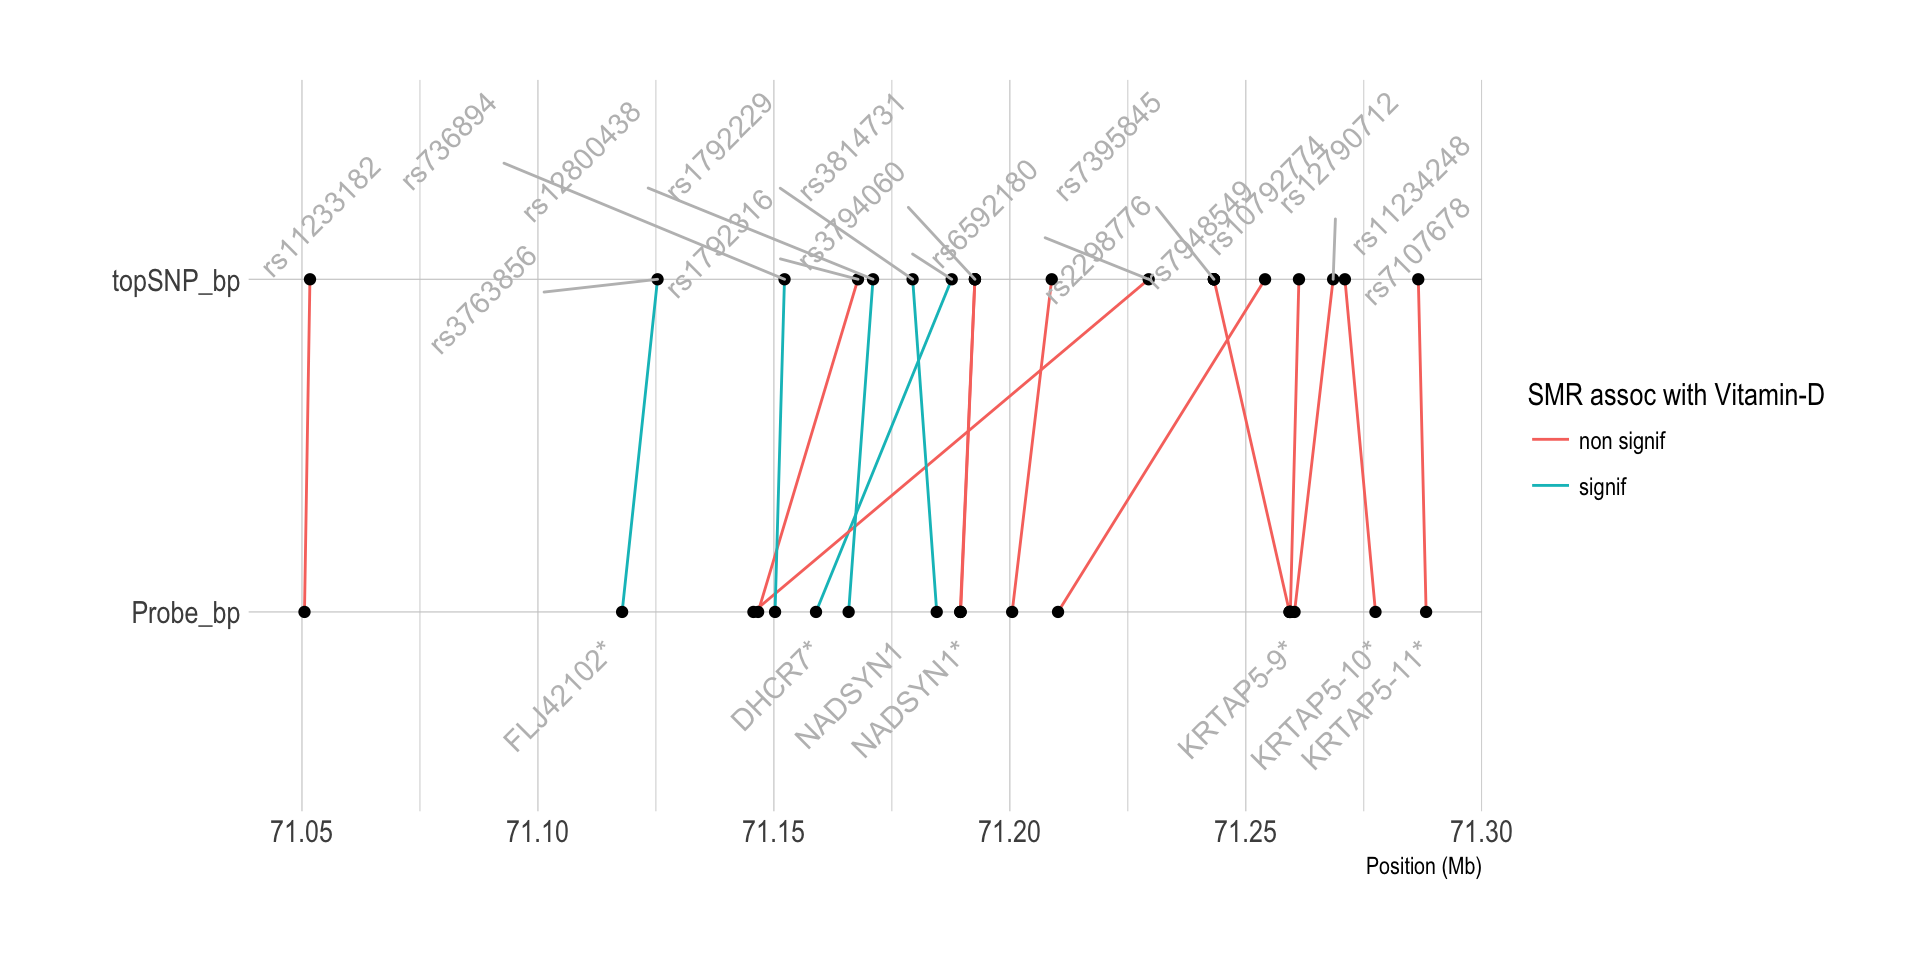 rs11233182
rs736894
rs3763856
rs12800438
rs1792229
rs1792316
rs3814731
rs3794060
rs6592180
rs7395845
rs2298776
rs7948549
rs10792774
rs12790712
rs11234248
rs7107678
topSNP_bp
Probe_bp
FLJ42102*
DHCR7*
NADSYN1
NADSYN1*
KRTAP5-9*
KRTAP5-10*
KRTAP5-11*
71.05 71.10 71.15 71.20 71.25 71.30
Position (Mb)
SMR assoc with Vitamin-D
non signif
signif